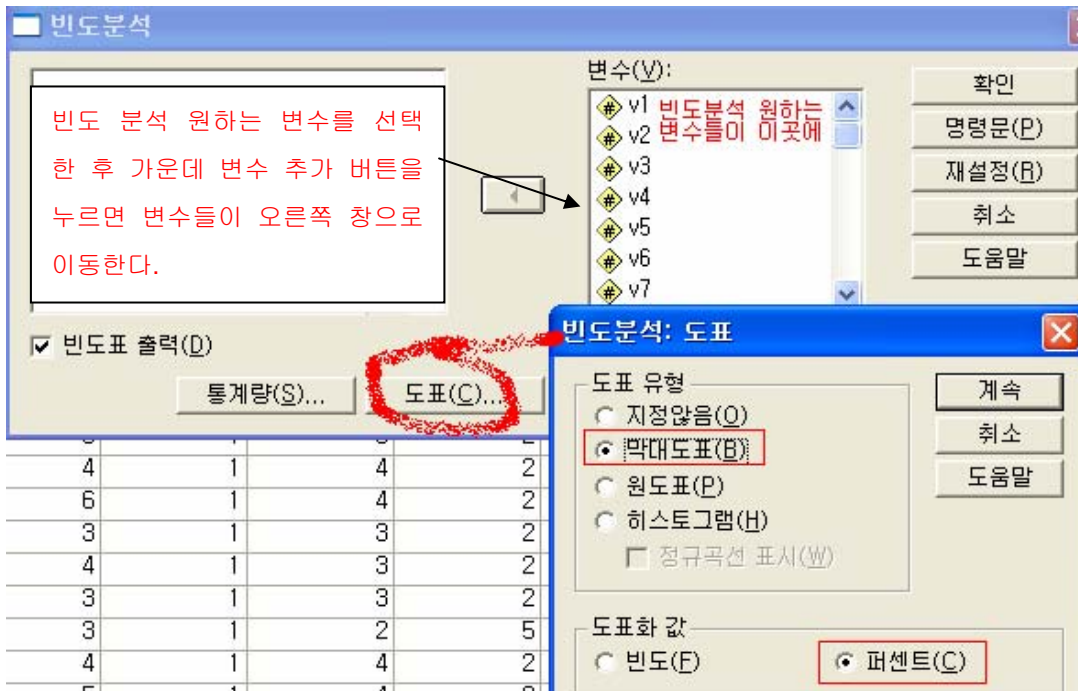 빈도분석
빈도 분석 원하는 변수를 선택
한 후 가운데 변수 추가 버튼을
누르면 변수들이 오른쪽 창으로
이동한다.
변수(V):
v1
v2
v3
v4
v5
v6
v7
빈도분석 원하는
변수들이 이곳에
확인
명령문(P)
재설정(R)
취소
도움말
빈도표 출력(D)
통계량(S)...
도표(C)...
빈도분석: 도표
도표 유형
지정않음(O)
막대도표(B)
원도표(P)
히스토그램(H)
정규곡선 표시(W)
계속
취소
도움말
도표화 값
빈도(F)
퍼센트(C)
4 1 4 2
6 1 4 2
3 1 3 2
4 1 3 2
3 1 3 2
3 1 2 5
4 1 4 2